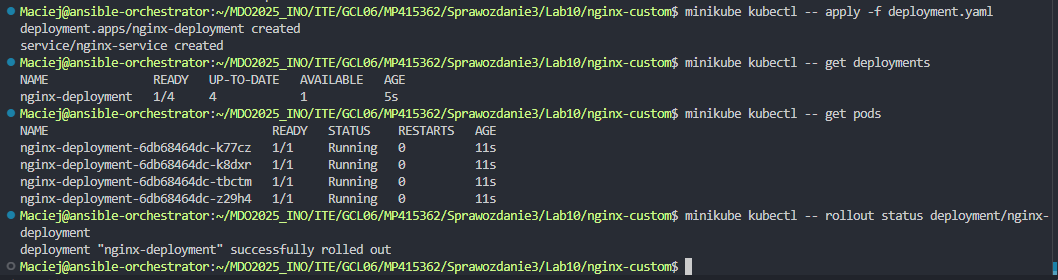 Maciej@ansible-orchestrator:~/MDO2025_INO/ITE/GCL06/MP415362/Sprawozdanie3/Lab10/nginx-custom$ minikube kubectl -- apply -f deployment.yaml
deployment.apps/nginx-deployment created
service/nginx-service created
Maciej@ansible-orchestrator:~/MDO2025_INO/ITE/GCL06/MP415362/Sprawozdanie3/Lab10/nginx-custom$ minikube kubectl -- get deployments
NAME               READY   UP-TO-DATE   AVAILABLE   AGE
nginx-deployment   1/4     4            1           5s
Maciej@ansible-orchestrator:~/MDO2025_INO/ITE/GCL06/MP415362/Sprawozdanie3/Lab10/nginx-custom$ minikube kubectl -- get pods
NAME                                READY   STATUS    RESTARTS   AGE
nginx-deployment-6db68464dc-k77cz   1/1     Running   0          11s
nginx-deployment-6db68464dc-k8dxr   1/1     Running   0          11s
nginx-deployment-6db68464dc-tbctm   1/1     Running   0          11s
nginx-deployment-6db68464dc-z29h4   1/1     Running   0          11s
Maciej@ansible-orchestrator:~/MDO2025_INO/ITE/GCL06/MP415362/Sprawozdanie3/Lab10/nginx-custom$ minikube kubectl -- rollout status deployment/nginx-
deployment
deployment "nginx-deployment" successfully rolled out
Maciej@ansible-orchestrator:~/MDO2025_INO/ITE/GCL06/MP415362/Sprawozdanie3/Lab10/nginx-custom$